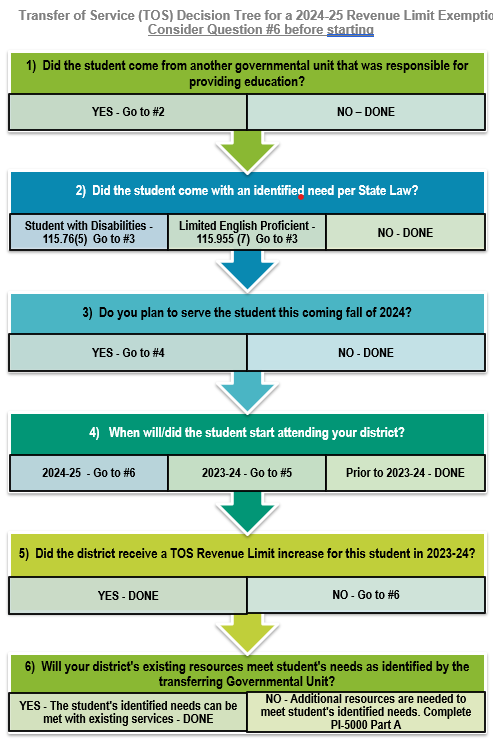 Transfer of Service (TOS) Decision Tree for a 2024-25 Revenue Limit Exemptio
Consider Question #6 before starting
1) Did the student come from another governmental unit that was responsible for
providing education?
YES - Go to #2
NO – DONE
2) Did the student come with an identified need per State Law?
Student with Disabilities -
115.76(5) Go to #3
Limited English Proficient -
115.955 (7) Go to #3
NO - DONE
3) Do you plan to serve the student this coming fall of 2024?
YES - Go to #4
NO - DONE
4) When will/did the student start attending your district?
2024-25 - Go to #6
2023-24 - Go to #5
Prior to 2023-24 - DONE
5) Did the district receive a TOS Revenue Limit increase for this student in 2023-24?
YES - DONE
NO - Go to #6
6) Will your district's existing resources meet student's needs as identified by the
transferring Governmental Unit?
YES - The student's identified needs can be
met with existing services - DONE
NO - Additional resources are needed to
meet student's identified needs. Complete
PI-5000 Part A